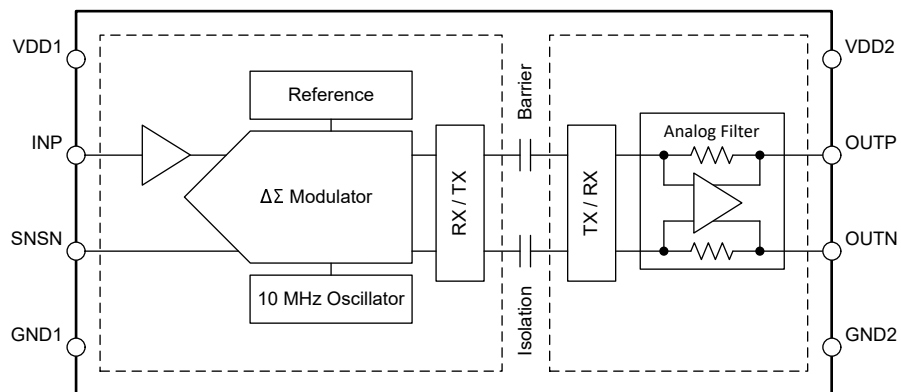 VDD1
VDD2
Reference
Barrier
Analog Filter
INP
OUTP
ΔΣ Modulator
RX / TX
TX / RX
SNSN
OUTN
10 MHz Oscillator
Isolation
GND1
GND2